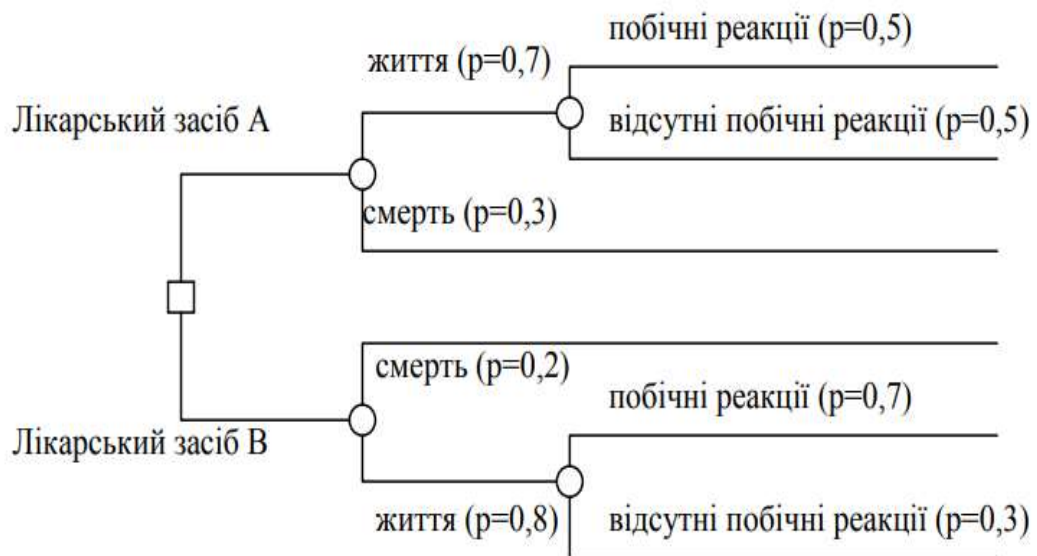 побічні реакції (p=0,5)
життя (p=0,7)
Лікарський засіб А
відсутні побічні реакції (p=0,5)
смерть (p=0,3)
смерть (p=0,2)
побічні реакції (p=0,7)
Лікарський засіб В
життя (p=0,8)
відсутні побічні реакції (p=0,3)